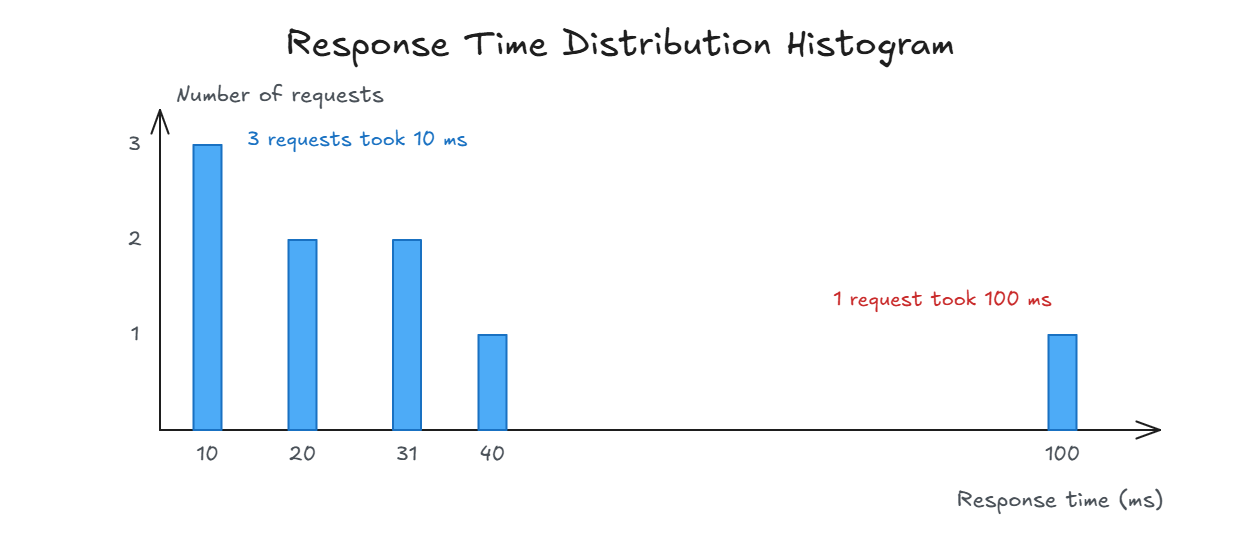 Response Time Distribution Histogram
Number of requests
3
3 requests took 10 ms
2
1 request took 100 ms
1
10 20 31 40 100
Response time (ms)